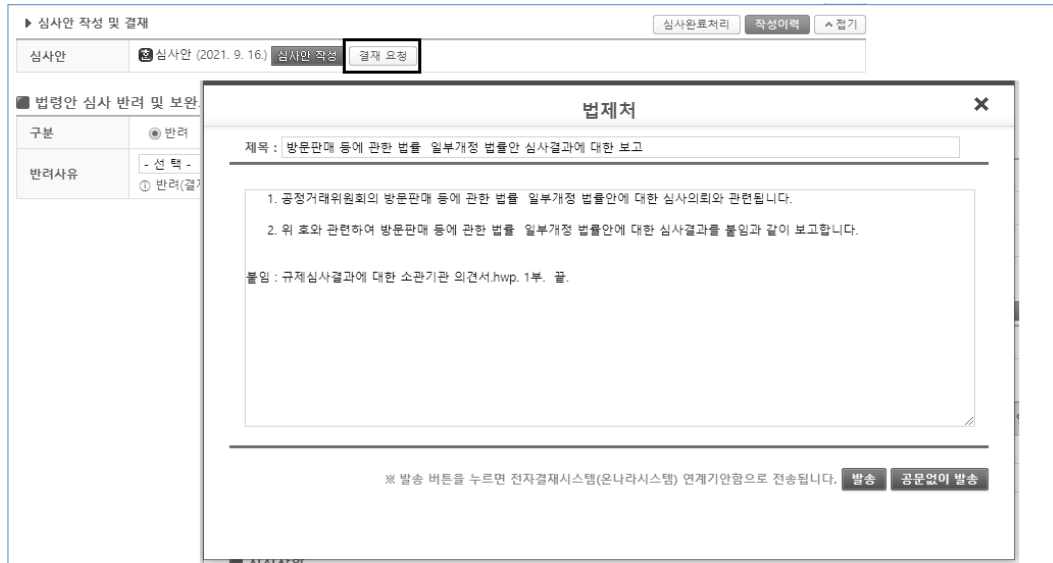 ▶ 심사안 작성 및 결재
심사완료처리 작성이력 접기
심사안 심사안 (2021. 9. 16.) 심사안 작성 결재 요청
법령안 심사 반려 및 보완
구분 반려
반려사유 - 선 택 -
① 반려(결
법제처
제목 : 방문판매 등에 관한 법률 일부개정 법률안 심사결과에 대한 보고
1. 공정거래위원회의 방문판매 등에 관한 법률 일부개정 법률안에 대한 심사의뢰와 관련됩니다.
2. 위 호와 관련하여 방문판매 등에 관한 법률 일부개정 법률안에 대한 심사결과를 붙임과 같이 보고합니다.
붙임 : 규제심사결과에 대한 소관기관 의견서.hwp. 1부. 끝.
※ 발송 버튼을 누르면 전자결재시스템(온나라시스템) 연계기안함으로 전송됩니다. 발송 공문없이 발송